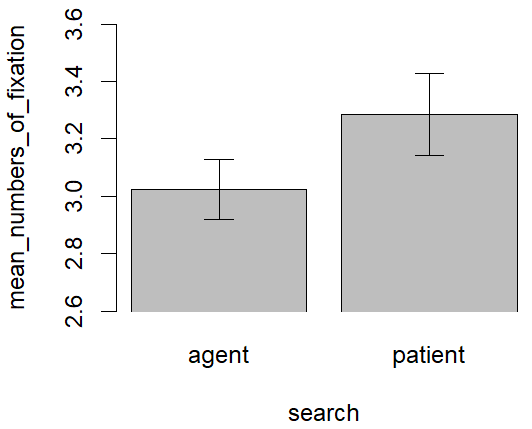 mean_numbers_of_fixation
3.6
3.4
3.2
3.0
2.8
2.6
agent patient
search